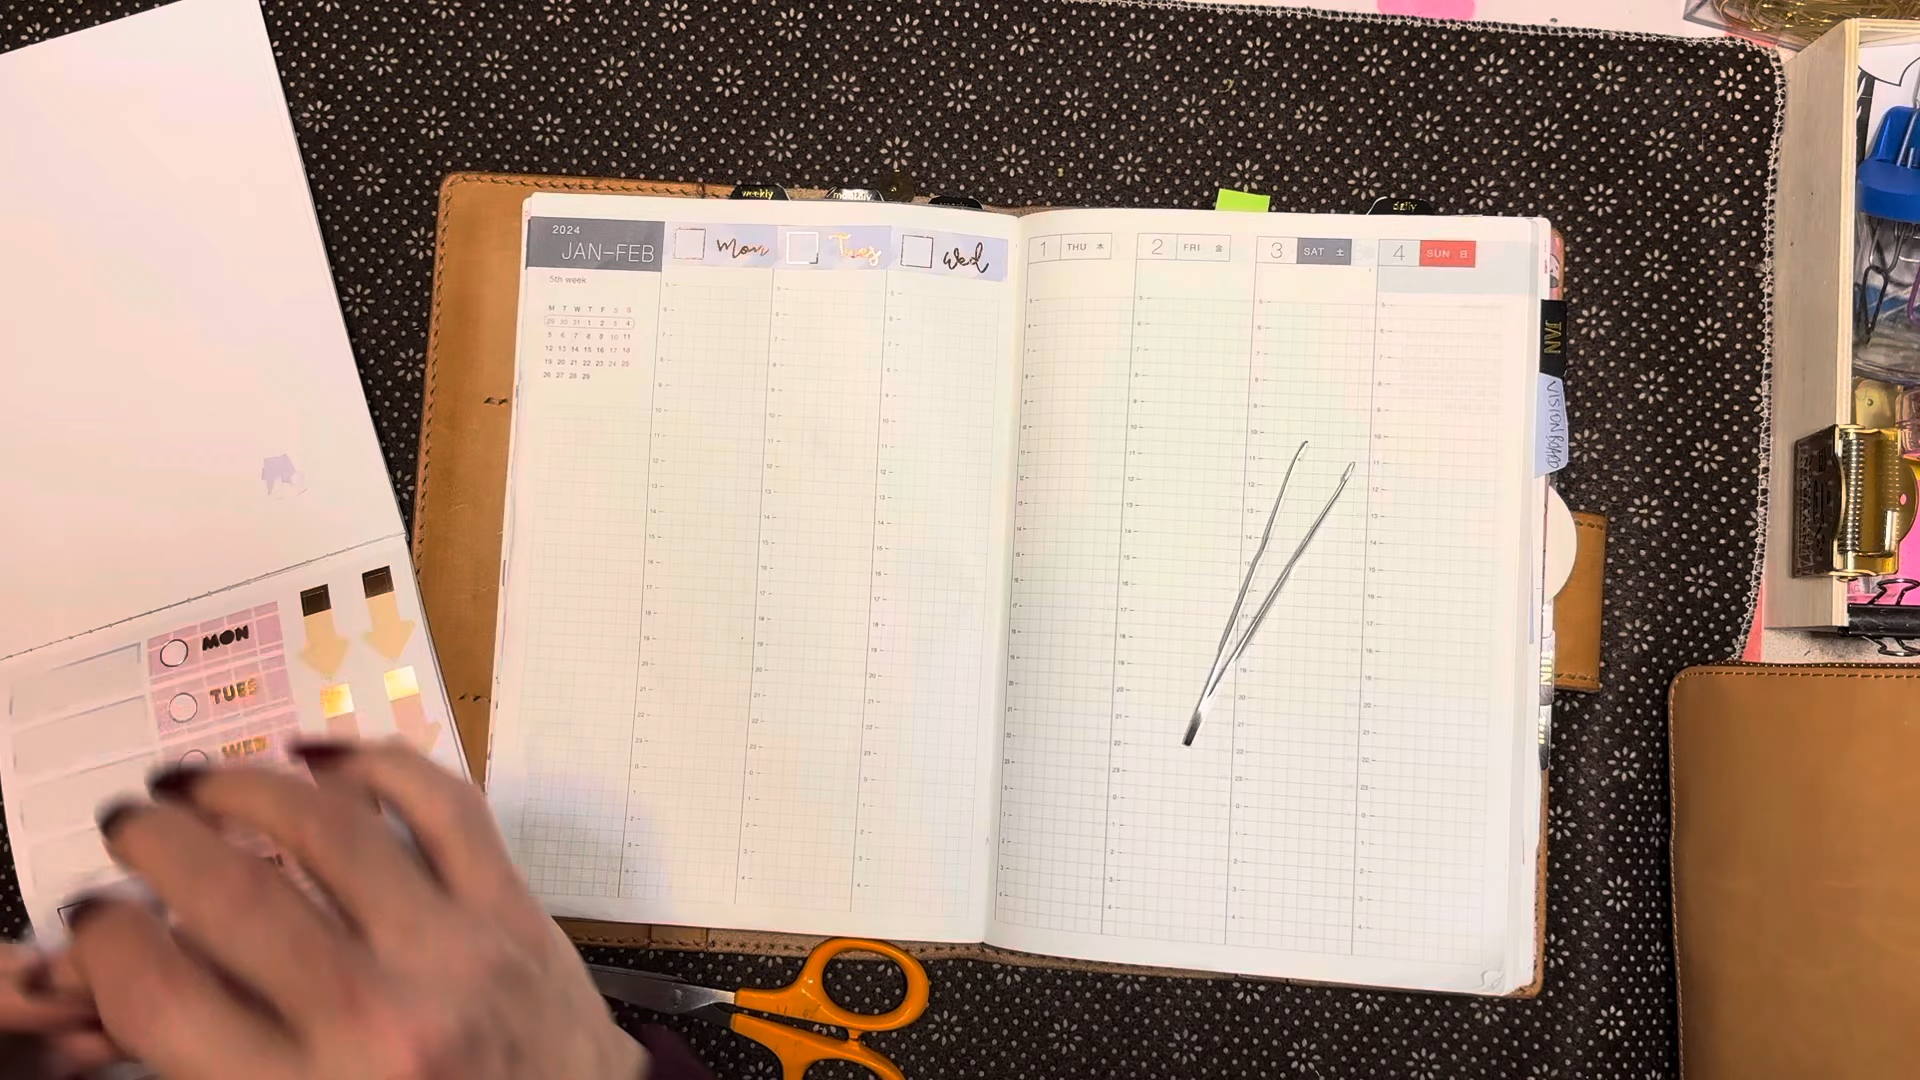 weekly
monthly
daily
2024
JAN–FEB
Mon
Tues
Wed
1 THU 木
2 FRI 金
3 SAT 土
4 SUN 日
5th week
M T W T F S S
29 30 31 1 2 3 4
5 6 7 8 9 10 11
12 13 14 15 16 17 18
19 20 21 22 23 24 25
26 27 28 29
JAN
VISION BOARD
MON
TUES
WED